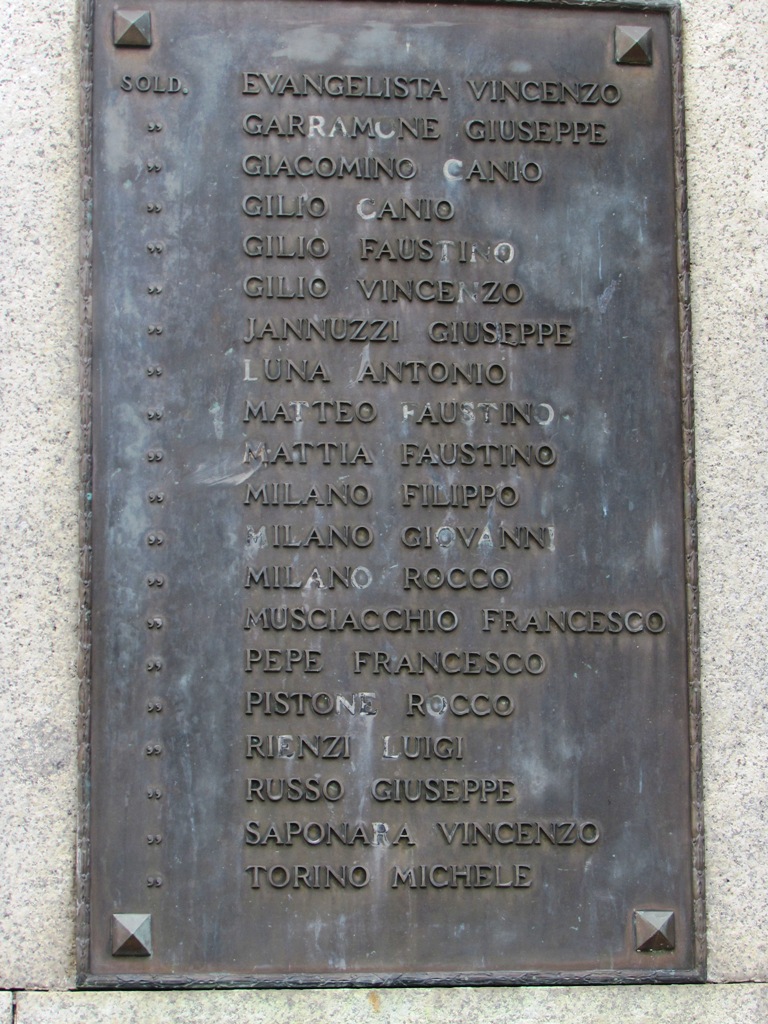 SOLD. EVANGELISTA VINCENZO
„ GARRAMONE GIUSEPPE
„ GIACOMINO CANIO
„ GILIO CANIO
„ GILIO FAUSTINO
„ GILIO VINCENZO
„ JANNUZZI GIUSEPPE
„ LUNA ANTONIO
„ MATTEO FAUSTINO
„ MATTIA FAUSTINO
„ MILANO FILIPPO
„ MILANO GIOVANNI
„ MILANO ROCCO
„ MUSCIACCHIO FRANCESCO
„ PEPE FRANCESCO
„ PISTONE ROCCO
„ RIENZI LUIGI
„ RUSSO GIUSEPPE
„ SAPONARA VINCENZO
„ TORINO MICHELE